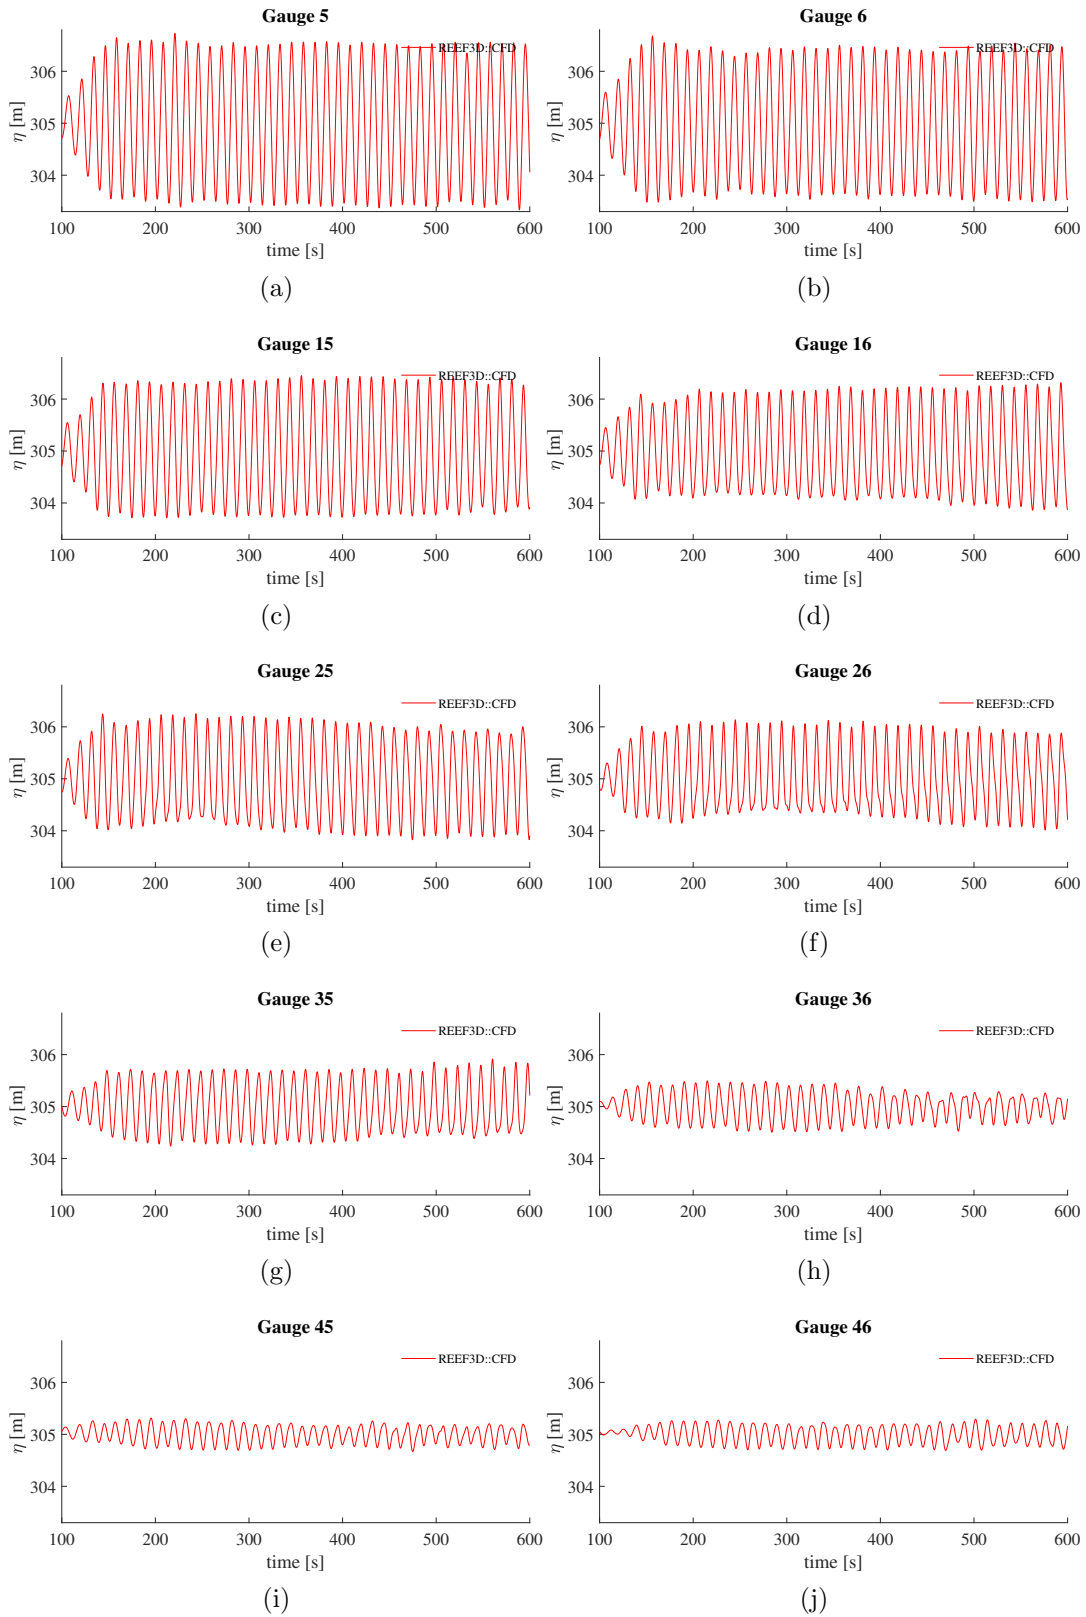 Gauge 5
Gauge 6
REEF3D::CFD
REEF3D::CFD
306
305
304
η [m]
100 200 300 400 500 600
time [s]
306
305
304
η [m]
100 200 300 400 500 600
time [s]
(a)
(b)
Gauge 15
Gauge 16
REEF3D::CFD
REEF3D::CFD
306
305
304
η [m]
100 200 300 400 500 600
time [s]
306
305
304
η [m]
100 200 300 400 500 600
time [s]
(c)
(d)
Gauge 25
Gauge 26
REEF3D::CFD
REEF3D::CFD
306
305
304
η [m]
100 200 300 400 500 600
time [s]
306
305
304
η [m]
100 200 300 400 500 600
time [s]
(e)
(f)
Gauge 35
Gauge 36
REEF3D::CFD
REEF3D::CFD
306
305
304
η [m]
100 200 300 400 500 600
time [s]
306
305
304
η [m]
100 200 300 400 500 600
time [s]
(g)
(h)
Gauge 45
Gauge 46
REEF3D::CFD
REEF3D::CFD
306
305
304
η [m]
100 200 300 400 500 600
time [s]
306
305
304
η [m]
100 200 300 400 500 600
time [s]
(i)
(j)